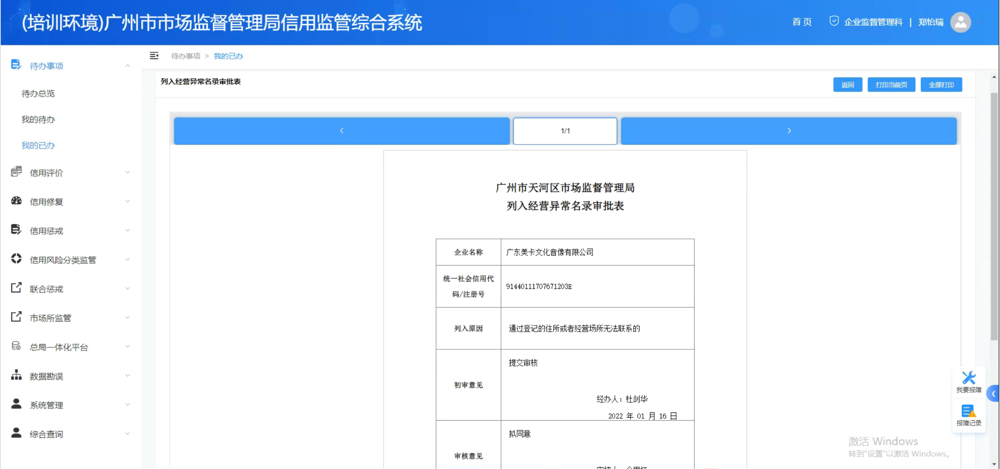 (培训环境)广州市市场监督管理局信用监管综合系统
首页
企业监督管理科 | 郑怡瑞
待办事项
待办总览
我的待办
我的已办
信用评价
信用修复
信用惩戒
信用风险分类监管
联合惩戒
市场所监管
总局一体化平台
数据勘误
系统管理
综合查询
待办事项 > 我的已办
列入经营异常名录审批表
返回
打印当前页
全部打印
1/1
广州市天河区市场监督管理局
列入经营异常名录审批表
企业名称
广东美卡文化音像有限公司
统一社会信用代
码/注册号
91440111707671203E
列入原因
通过登记的住所或者经营场所无法联系的
初审意见
提交审核
经办人：杜剑华
2022 年 01 月 16 日
审核意见
拟同意
我要报障
报障记录
激活 Windows
转到“设置”以激活 Windows。